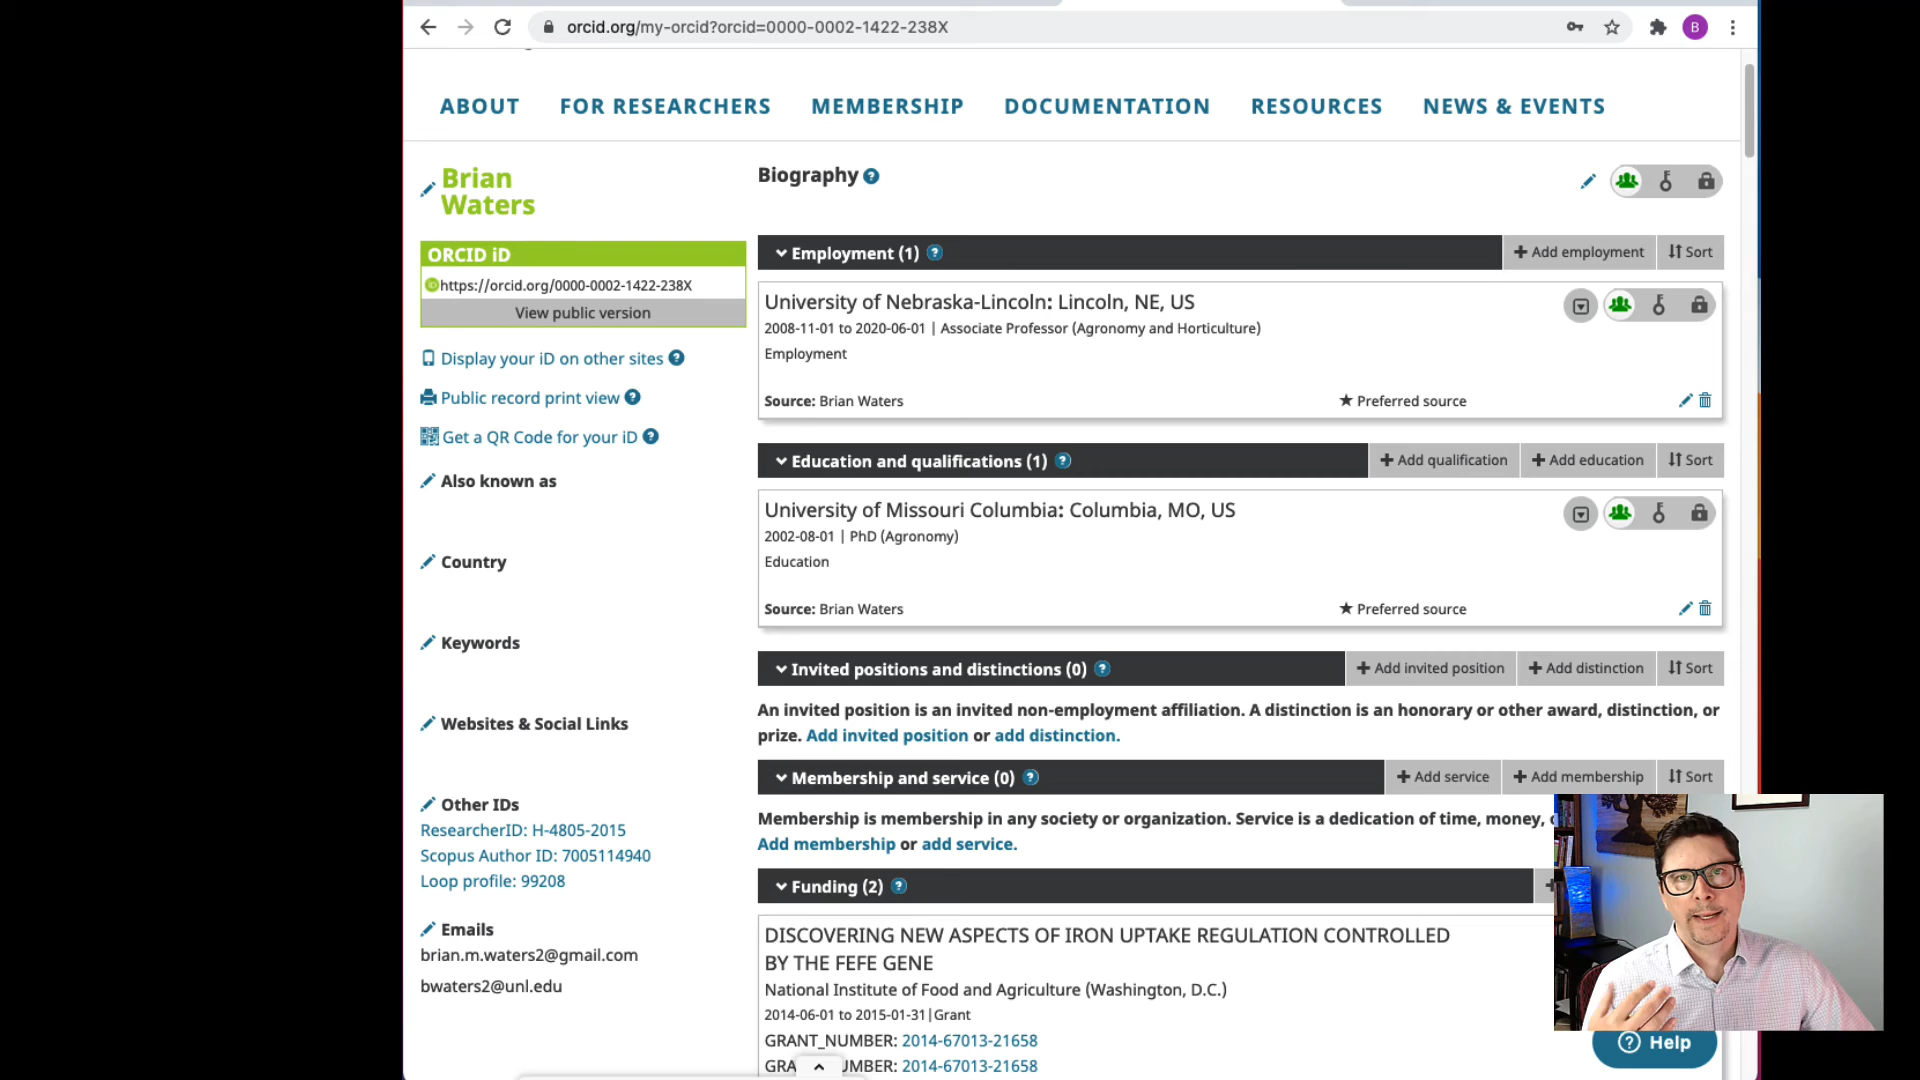 orcid.org/my-orcid?orcid=0000-0002-1422-238X
B
ABOUT FOR RESEARCHERS MEMBERSHIP DOCUMENTATION RESOURCES NEWS & EVENTS
Brian
Waters
ORCID iD
iD https://orcid.org/0000-0002-1422-238X
View public version
Display your iD on other sites ?
Public record print view ?
Get a QR Code for your iD ?
Also known as
Country
Keywords
Websites & Social Links
Other IDs
ResearcherID: H-4805-2015
Scopus Author ID: 7005114940
Loop profile: 99208
Emails
brian.m.waters2@gmail.com
bwaters2@unl.edu
Biography ?
Employment (1) ? + Add employment Sort
University of Nebraska-Lincoln: Lincoln, NE, US
2008-11-01 to 2020-06-01 | Associate Professor (Agronomy and Horticulture)
Employment
Source: Brian Waters ★ Preferred source
Education and qualifications (1) ? + Add qualification + Add education Sort
University of Missouri Columbia: Columbia, MO, US
2002-08-01 | PhD (Agronomy)
Education
Source: Brian Waters ★ Preferred source
Invited positions and distinctions (0) ? + Add invited position + Add distinction Sort
An invited position is an invited non-employment affiliation. A distinction is an honorary or other award, distinction, or
prize. Add invited position or add distinction.
Membership and service (0) ? + Add service + Add membership Sort
Membership is membership in any society or organization. Service is a dedication of time, money,
Add membership or add service.
Funding (2) ? +
DISCOVERING NEW ASPECTS OF IRON UPTAKE REGULATION CONTROLLED
BY THE FEFE GENE
National Institute of Food and Agriculture (Washington, D.C.)
2014-06-01 to 2015-01-31|Grant
GRANT_NUMBER: 2014-67013-21658
GRA UMBER: 2014-67013-21658
? Help